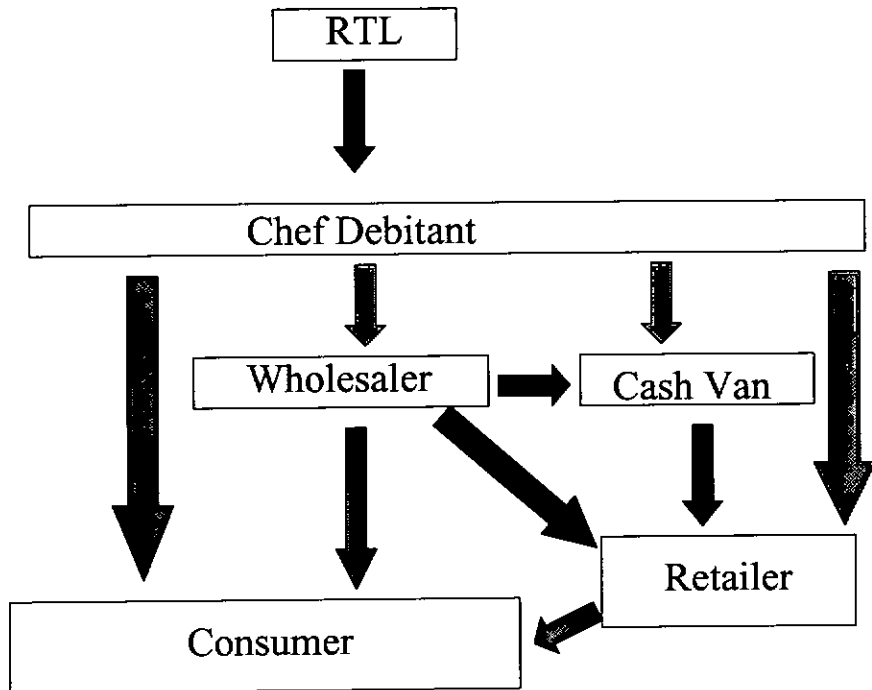 RTL
Chef Debitant
Wholesaler
Cash Van
Retailer
Consumer